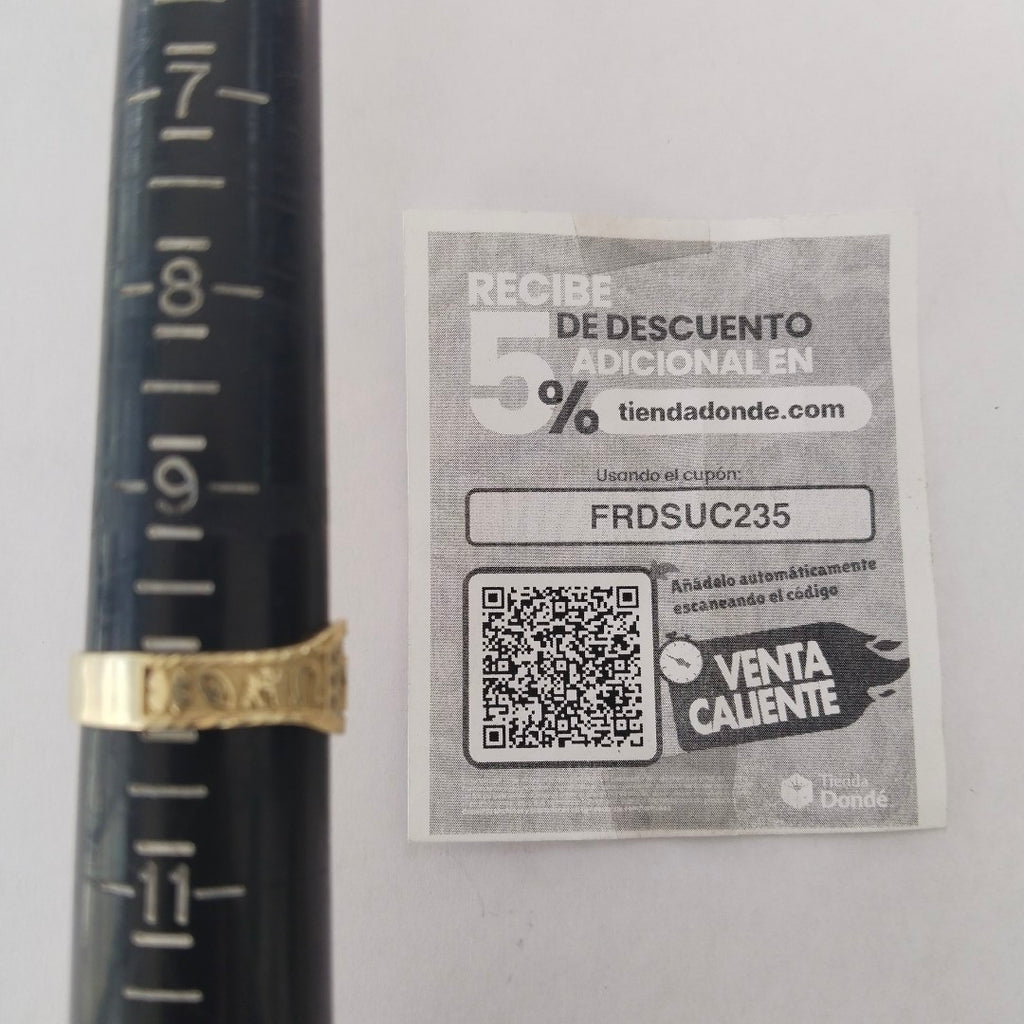 7
8
9
11
RECIBE
5% DE DESCUENTO
ADICIONAL EN
tiendadonde.com
Usando el cupón:
FRDSUC235
Añádelo automáticamente
escaneando el código
VENTA
CALIENTE
Tienda
Dondé